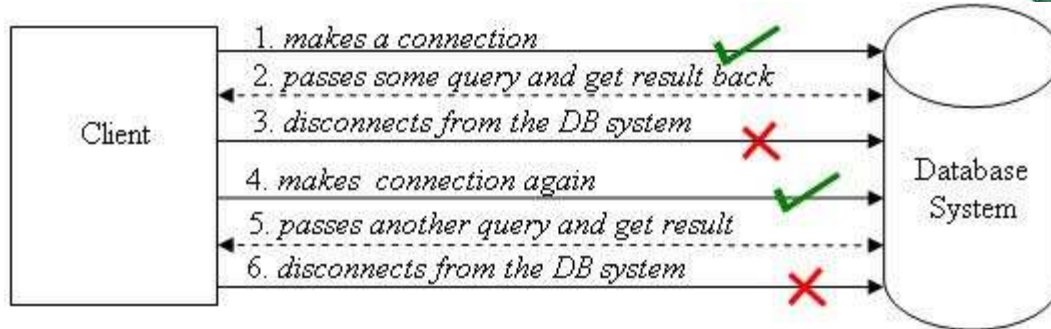 1. makes a connection
2. passes some query and get result back
3. disconnects from the DB system
Client
4. makes connection again
Database
System
5. passes another query and get result
6. disconnects from the DB system